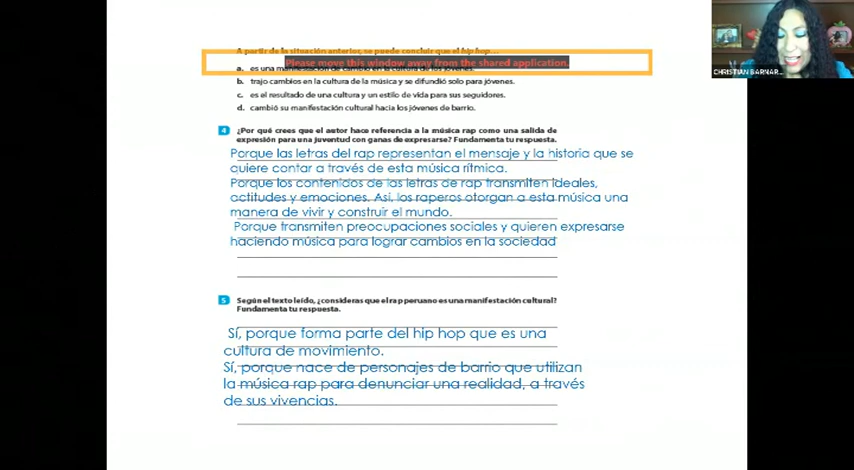 A partir de la situación anterior, se puede concluir que el hip hop...
Please move this window away from the shared application.
a. es una manifestación de cambio en la cultura de los jóvenes.
b. trajo cambios en la cultura de la música y se difundió solo para jóvenes.
c. es el resultado de una cultura y un estilo de vida para sus seguidores.
d. cambió su manifestación cultural hacia los jóvenes de barrio.
4 ¿Por qué crees que el autor hace referencia a la música rap como una salida de
expresión para una juventud con ganas de expresarse? Fundamenta tu respuesta.
Porque las letras del rap representan el mensaje y la historia que se
quiere contar a través de esta música rítmica.
Porque los contenidos de las letras de rap transmiten ideales,
actitudes y emociones. Así, los raperos otorgan a esta música una
manera de vivir y construir el mundo.
Porque transmiten preocupaciones sociales y quieren expresarse
haciendo música para lograr cambios en la sociedad
5 Según el texto leído, ¿consideras que el rap peruano es una manifestación cultural?
Fundamenta tu respuesta.
Sí, porque forma parte del hip hop que es una
cultura de movimiento.
Sí, porque nace de personajes de barrio que utilizan
la música rap para denunciar una realidad, a través
de sus vivencias.
CHRISTIAN BARNAR...